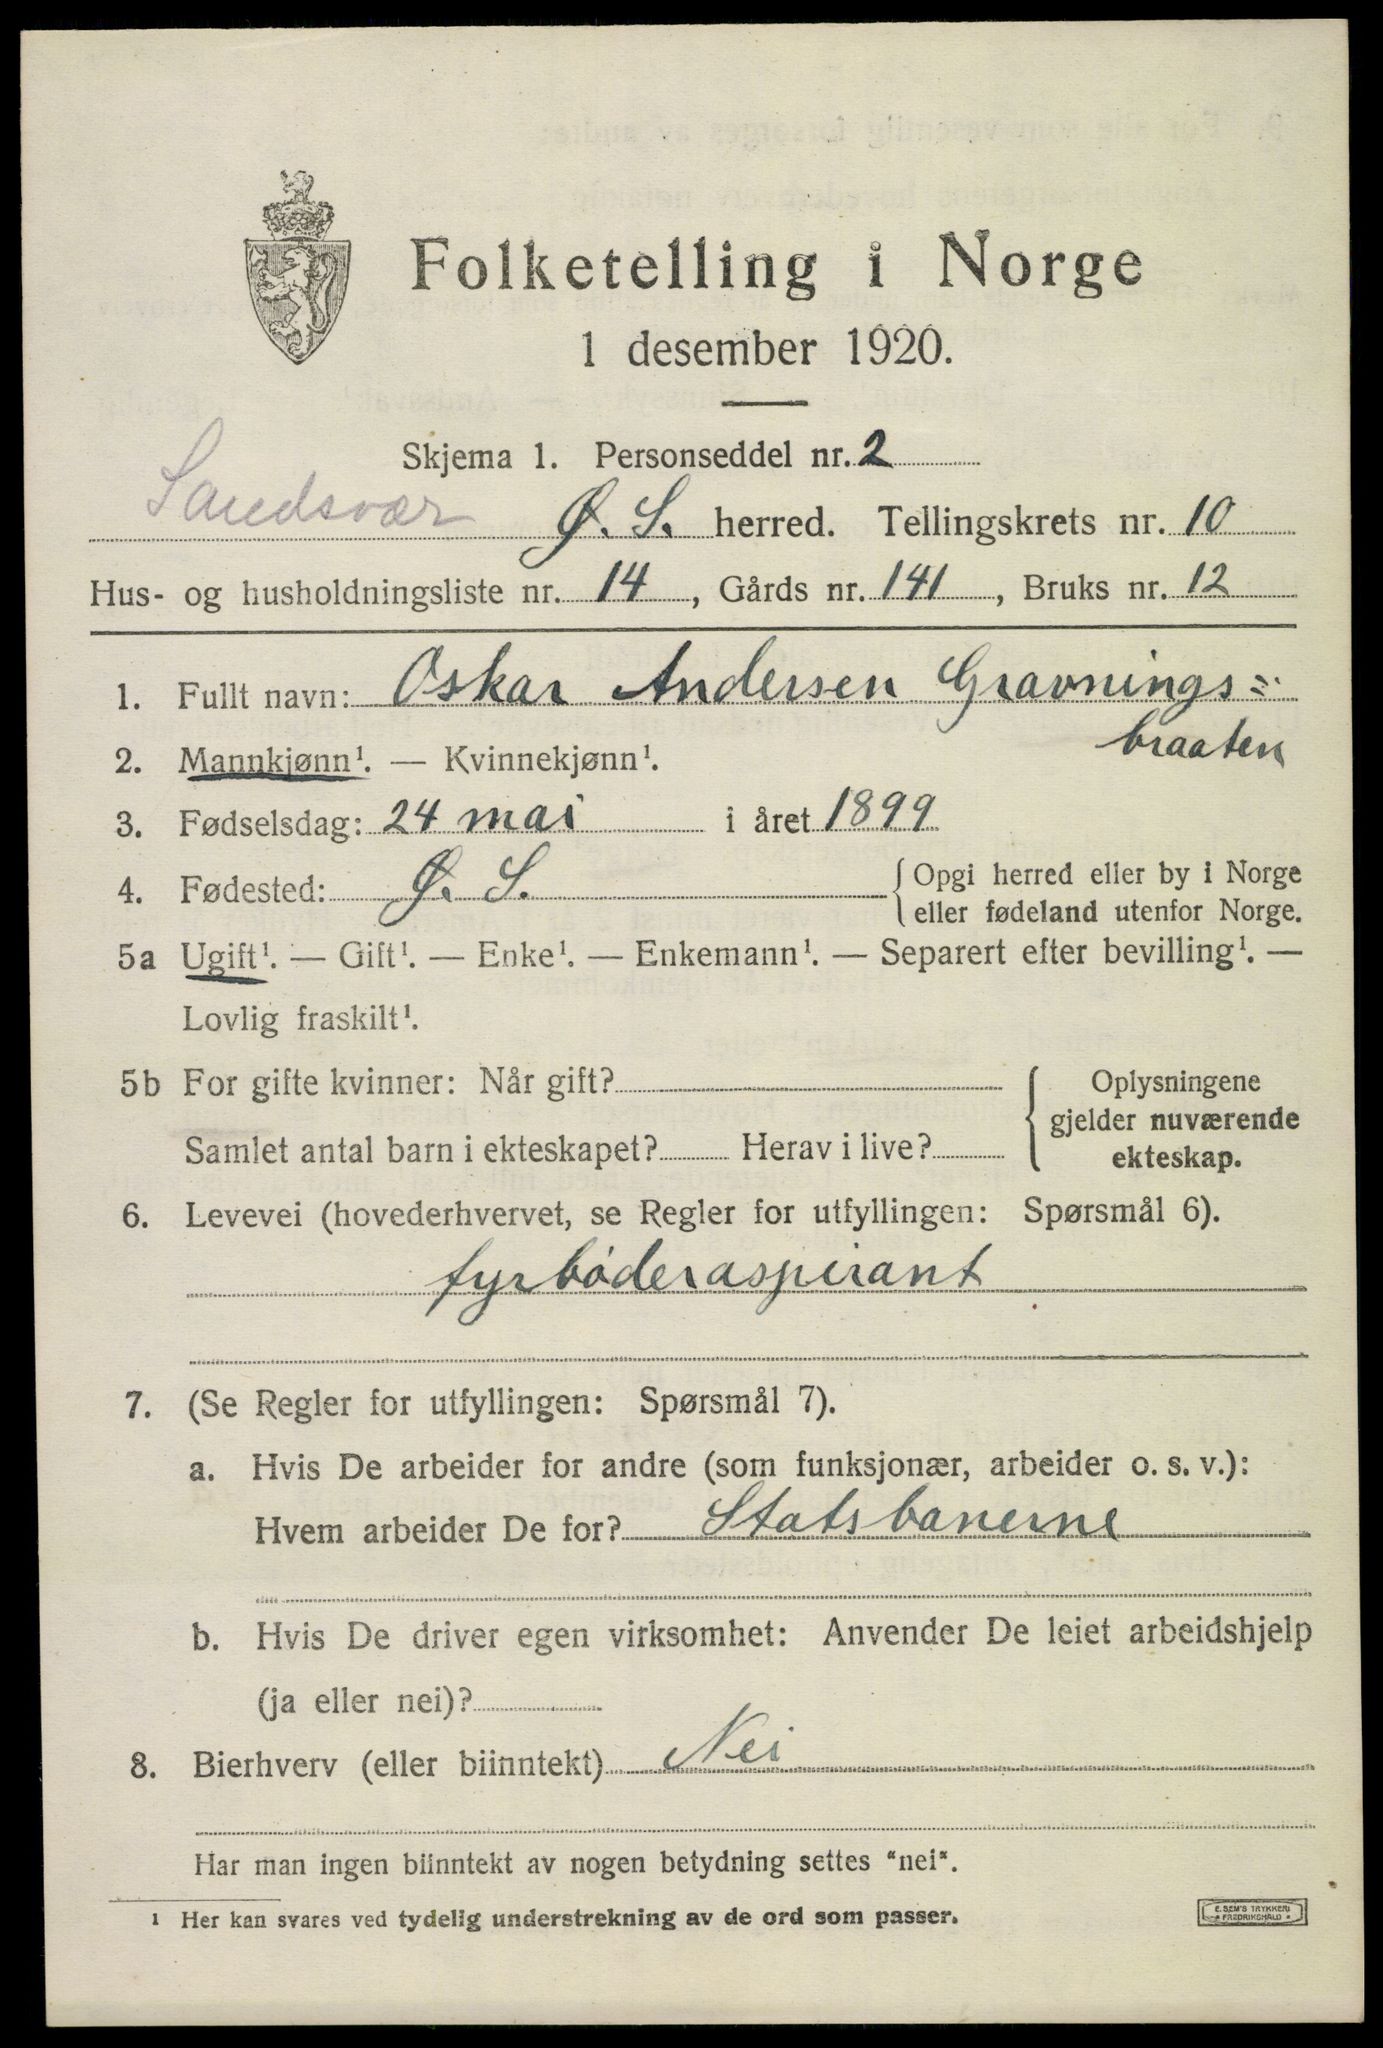 Folketelling i Norge
1 desember 1920.
Skjema 1. Personseddel nr. 2
Sandsvær Ø. S. herred. Tellingskrets nr. 10
Hus- og husholdningsliste nr. 14, Gårds nr. 141, Bruks nr. 12
1. Fullt navn: Oskar Andersen Gravnings=
braaten
2. Mannkjønn¹. — Kvinnekjønn¹.
3. Fødselsdag: 24 mai i året 1899
4. Fødested: Ø. S. { Opgi herred eller by i Norge
eller fødeland utenfor Norge.
5a Ugift¹. — Gift¹. — Enke¹. — Enkemann¹. — Separert efter bevilling¹. —
Lovlig fraskilt¹.
5b For gifte kvinner: Når gift? { Oplysningene
gjelder nuværende
Samlet antal barn i ekteskapet? Herav i live? ekteskap.
6. Levevei (hovederhvervet, se Regler for utfyllingen: Spørsmål 6).
fyrbøderaspirant
7. (Se Regler for utfyllingen: Spørsmål 7).
a. Hvis De arbeider for andre (som funksjonær, arbeider o. s. v.):
Hvem arbeider De for? Statsbanerne
b. Hvis De driver egen virksomhet: Anvender De leiet arbeidshjelp
(ja eller nei)?
8. Bierhverv (eller biinntekt) Nei
Har man ingen biinntekt av nogen betydning settes "nei".
¹ Her kan svares ved tydelig understrekning av de ord som passer.
E. SEM'S TRYKKERI
* FREDRIKSHALD *